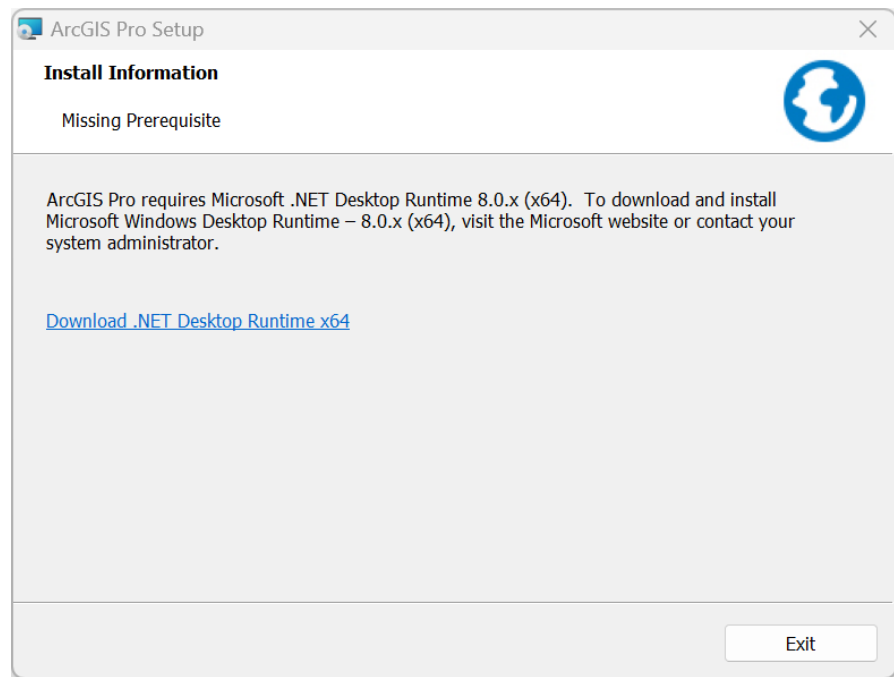 ArcGIS Pro Setup
Install Information
Missing Prerequisite
ArcGIS Pro requires Microsoft .NET Desktop Runtime 8.0.x (x64).  To download and install
Microsoft Windows Desktop Runtime – 8.0.x (x64), visit the Microsoft website or contact your
system administrator.
Download .NET Desktop Runtime x64
Exit